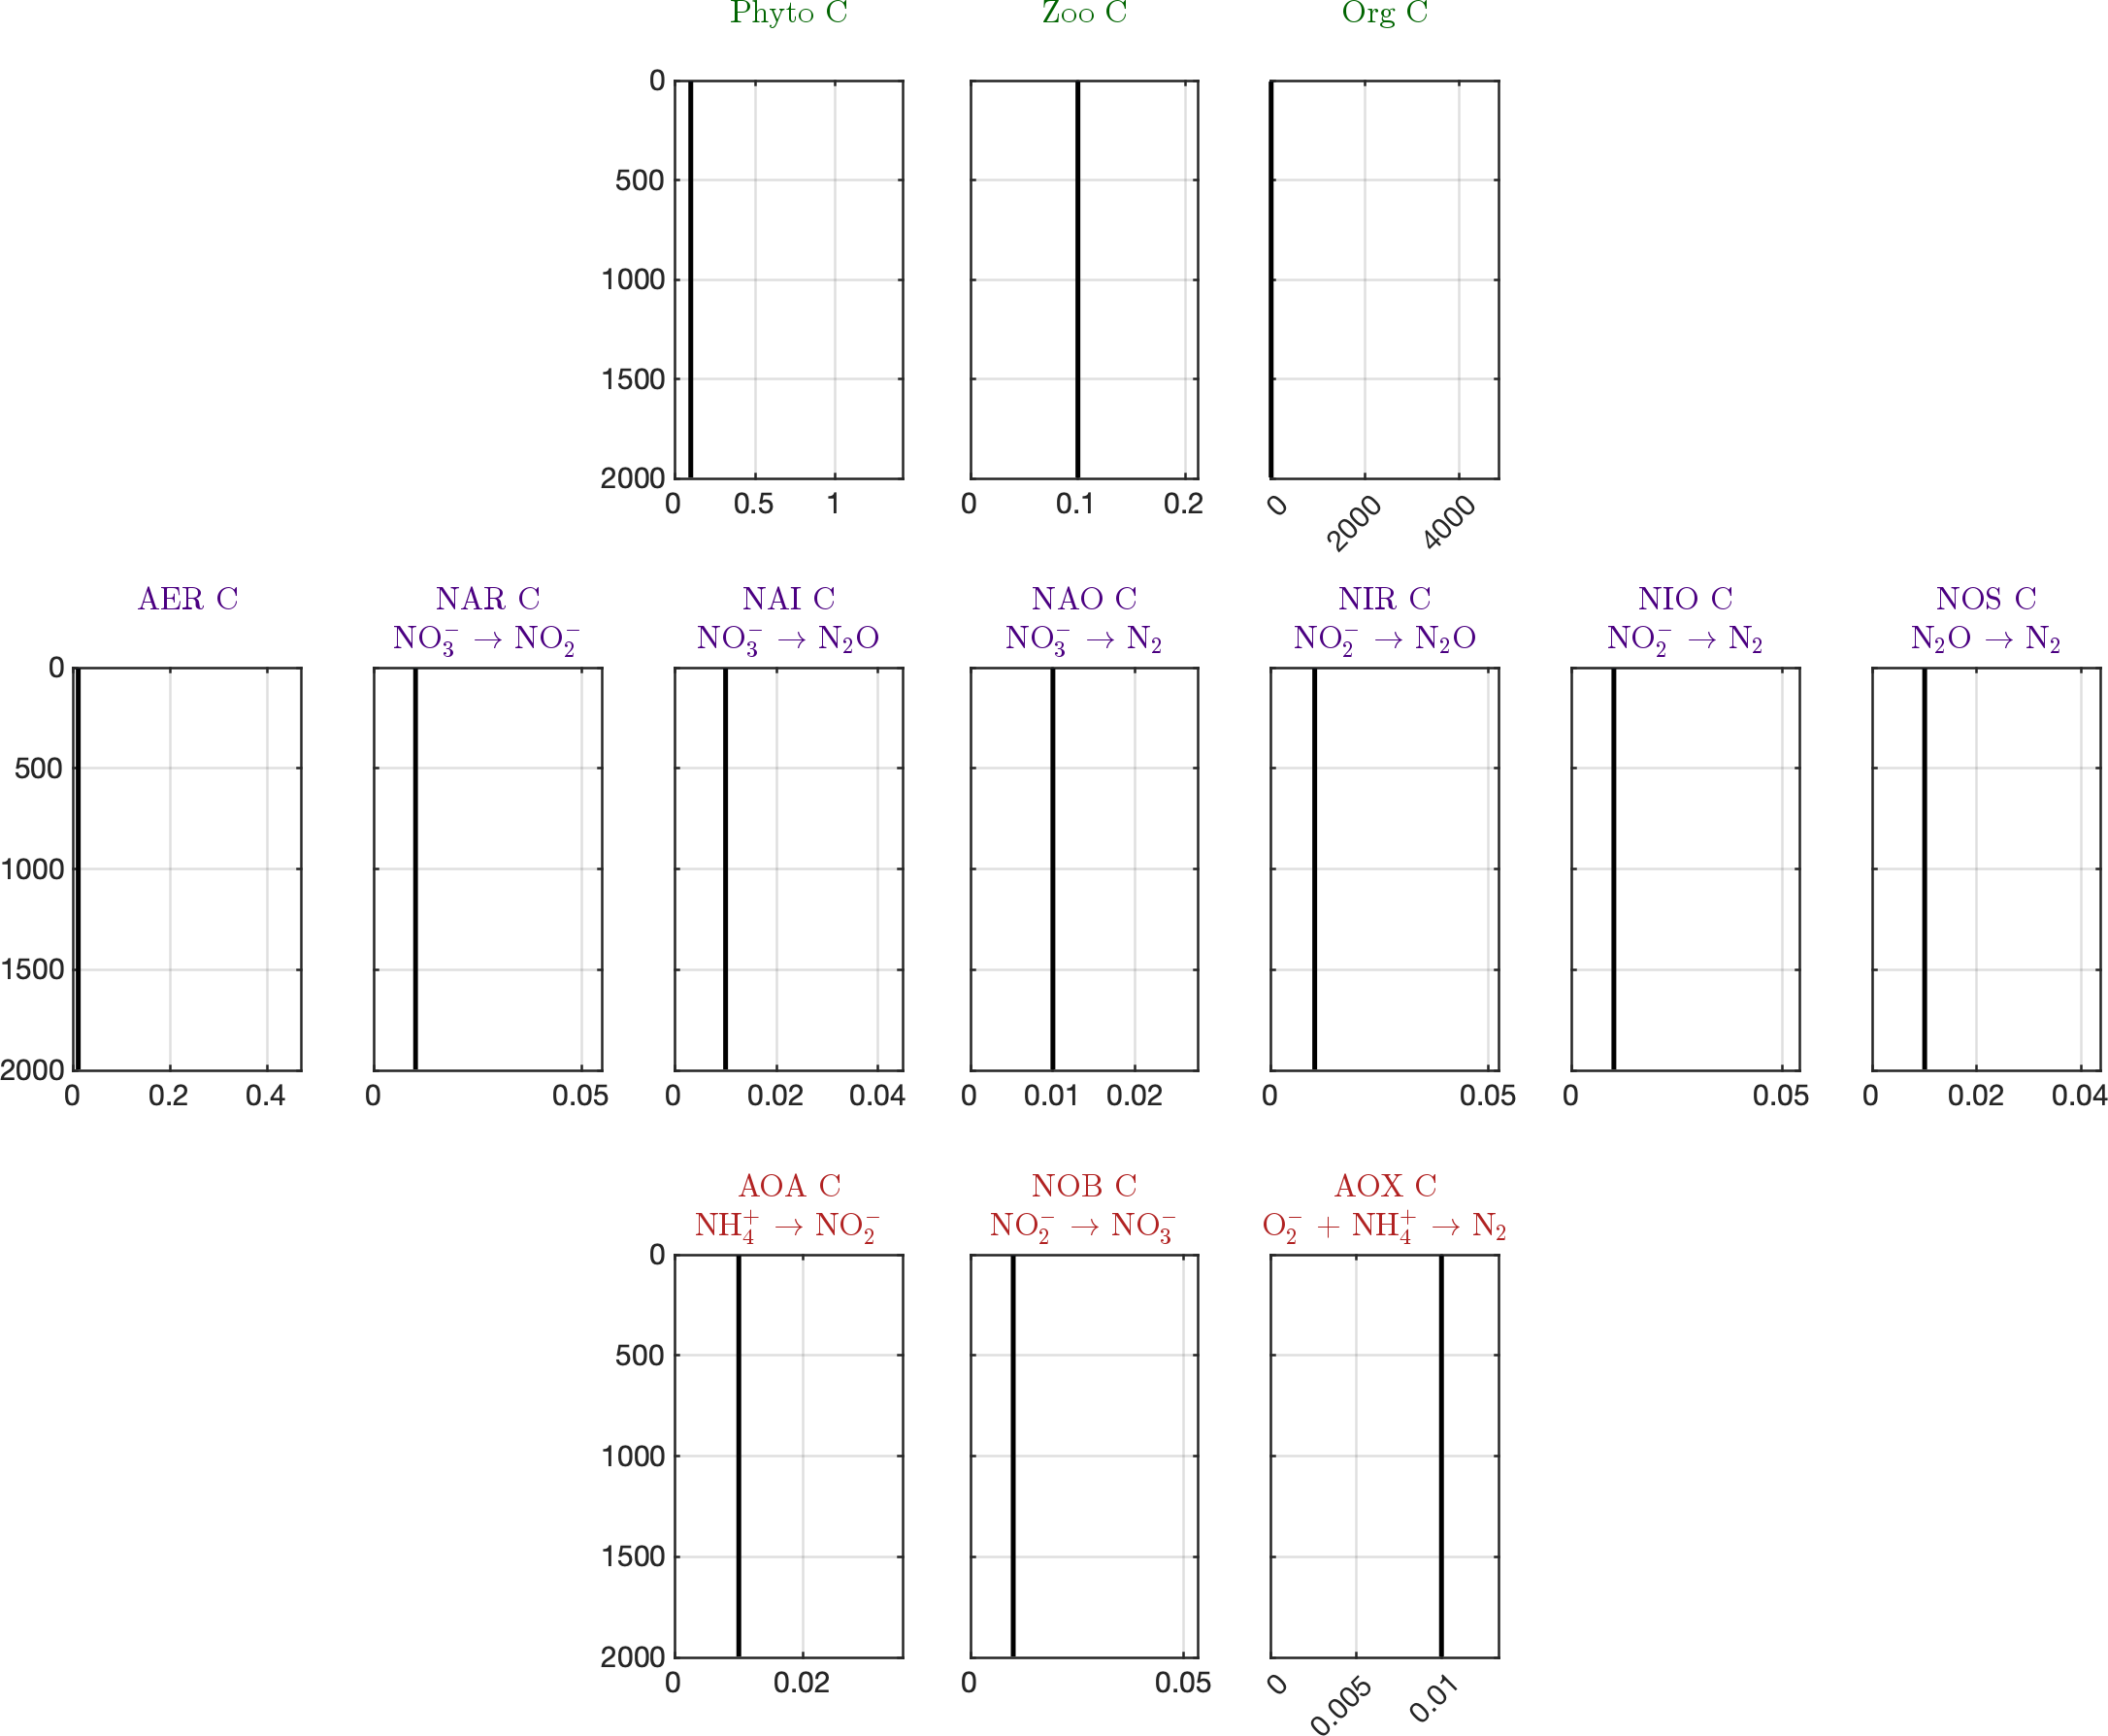 Phyto C Zoo C Org C
0
500
1000
1500
2000
0 0.5 1 0 0.1 0.2 0 2000 4000
AER C NAR C NAI C NAO C NIR C NIO C NOS C
NO₃⁻ → NO₂⁻ NO₃⁻ → N₂O NO₃⁻ → N₂ NO₂⁻ → N₂O NO₂⁻ → N₂ N₂O → N₂
0
500
1000
1500
2000
0 0.2 0.4 0 0.05 0 0.02 0.04 0 0.01 0.02 0 0.05 0 0.05 0 0.02 0.04
AOA C NOB C AOX C
NH₄⁺ → NO₂⁻ NO₂⁻ → NO₃⁻ O₂⁻ + NH₄⁺ → N₂
0
500
1000
1500
2000
0 0.02 0 0.05 0 0.005 0.01